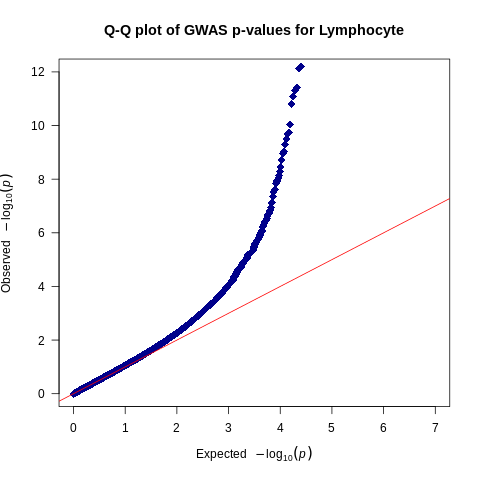 Q-Q plot of GWAS p-values for Lymphocyte
Observed −log10(p)
12
10
8
6
4
2
0
0 1 2 3 4 5 6 7
Expected −log10(p)